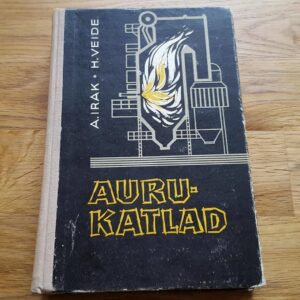 A. IRAK • H. VEIDE
AURU-
KATLAD